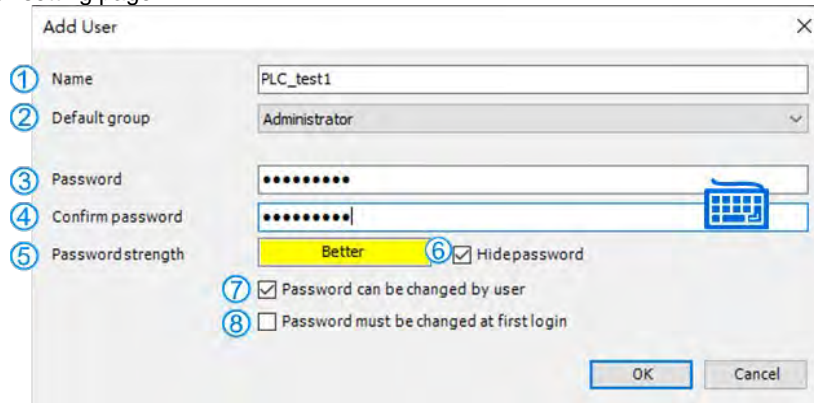 Add User
① Name PLC_test1
② Default group Administrator
③ Password •••••••••
④ Confirm password •••••••••
⑤ Password strength Better ⑥ Hide password
⑦ Password can be changed by user
⑧ Password must be changed at first login
OK Cancel